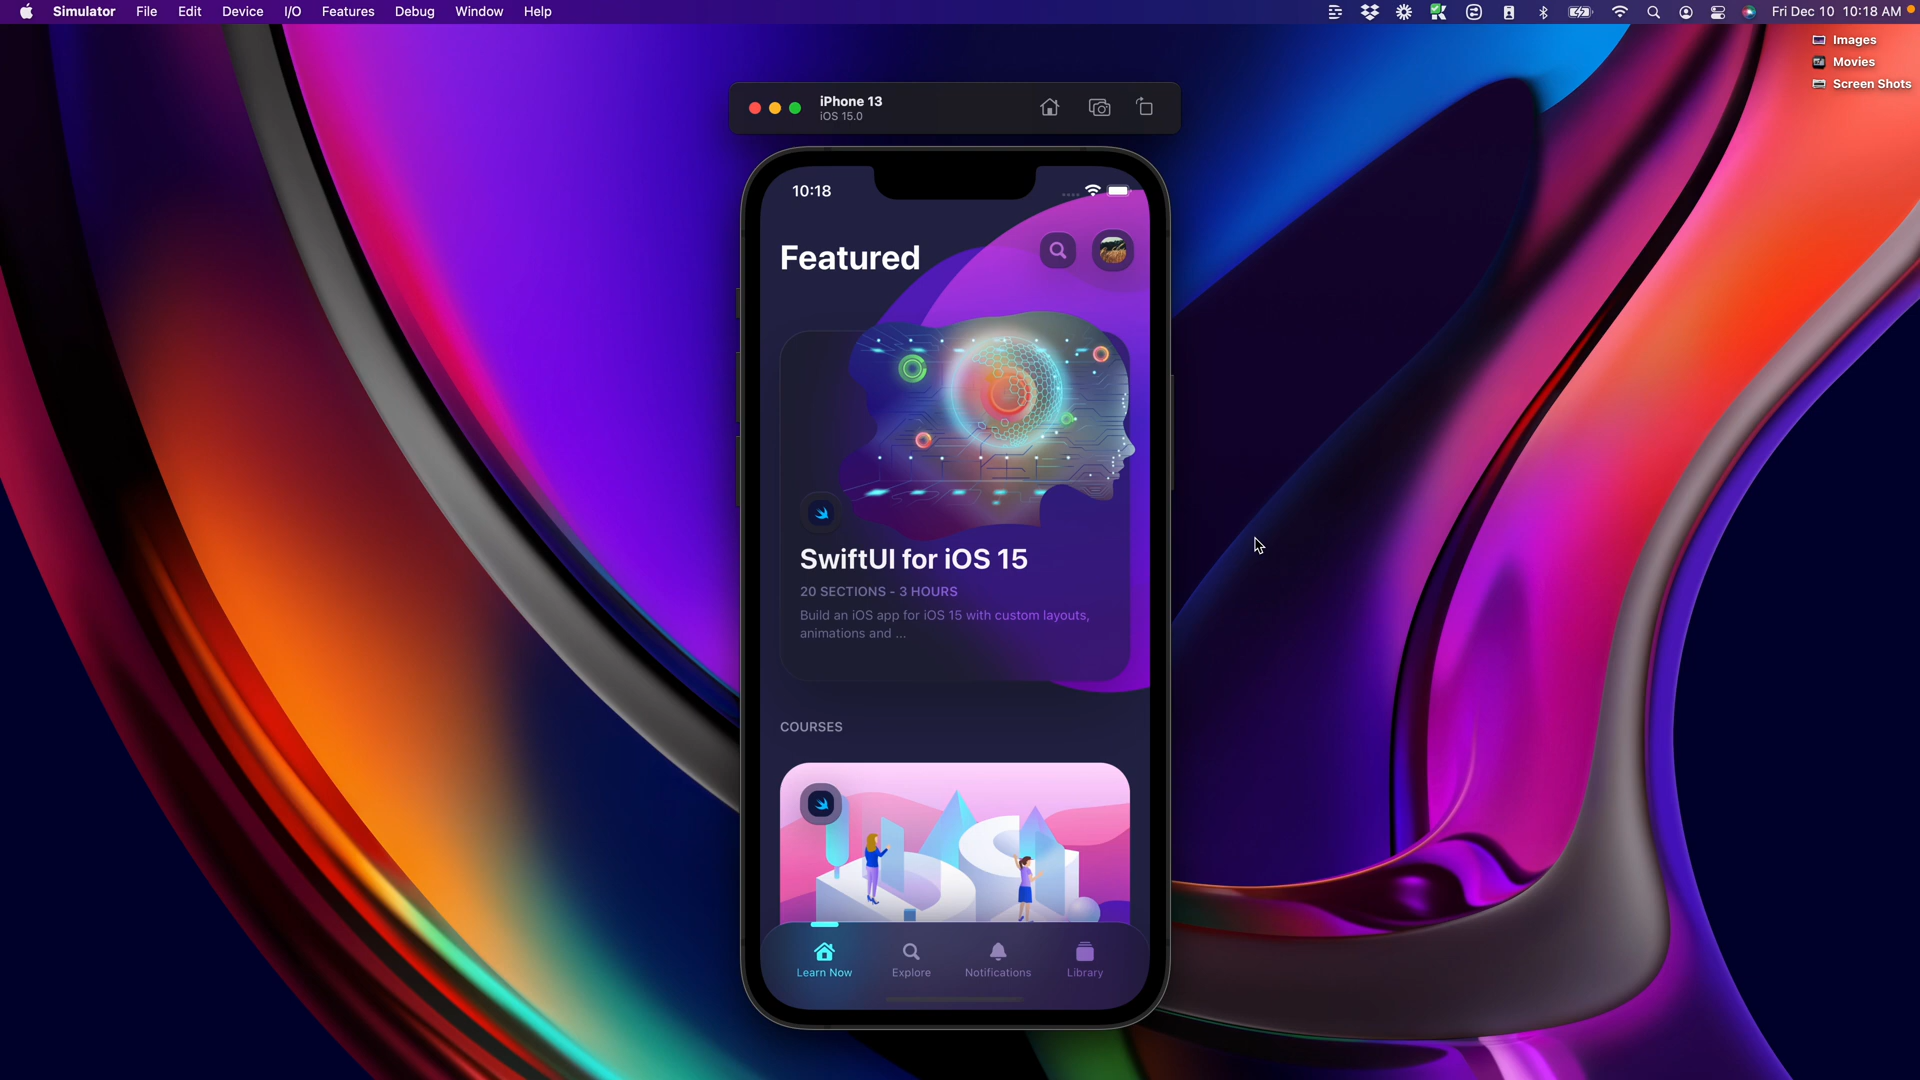 Simulator File Edit Device I/O Features Debug Window Help Fri Dec 10 10:18 AM
Images
Movies
Screen Shots
iPhone 13
iOS 15.0
10:18
Featured
SwiftUI for iOS 15
20 SECTIONS - 3 HOURS
Build an iOS app for iOS 15 with custom layouts,
animations and ...
COURSES
Learn Now Explore Notifications Library